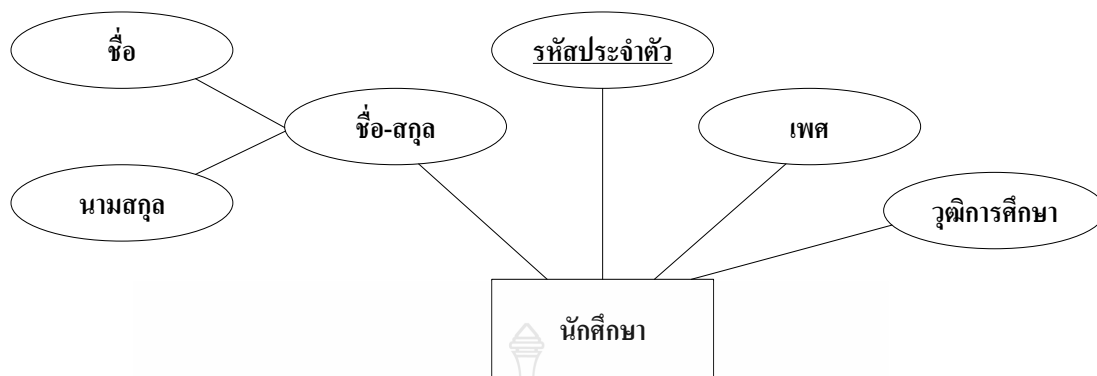 ชื่อ
รหัสประจำตัว
ชื่อ-สกุล
เพศ
นามสกุล
วุฒิการศึกษา
นักศึกษา